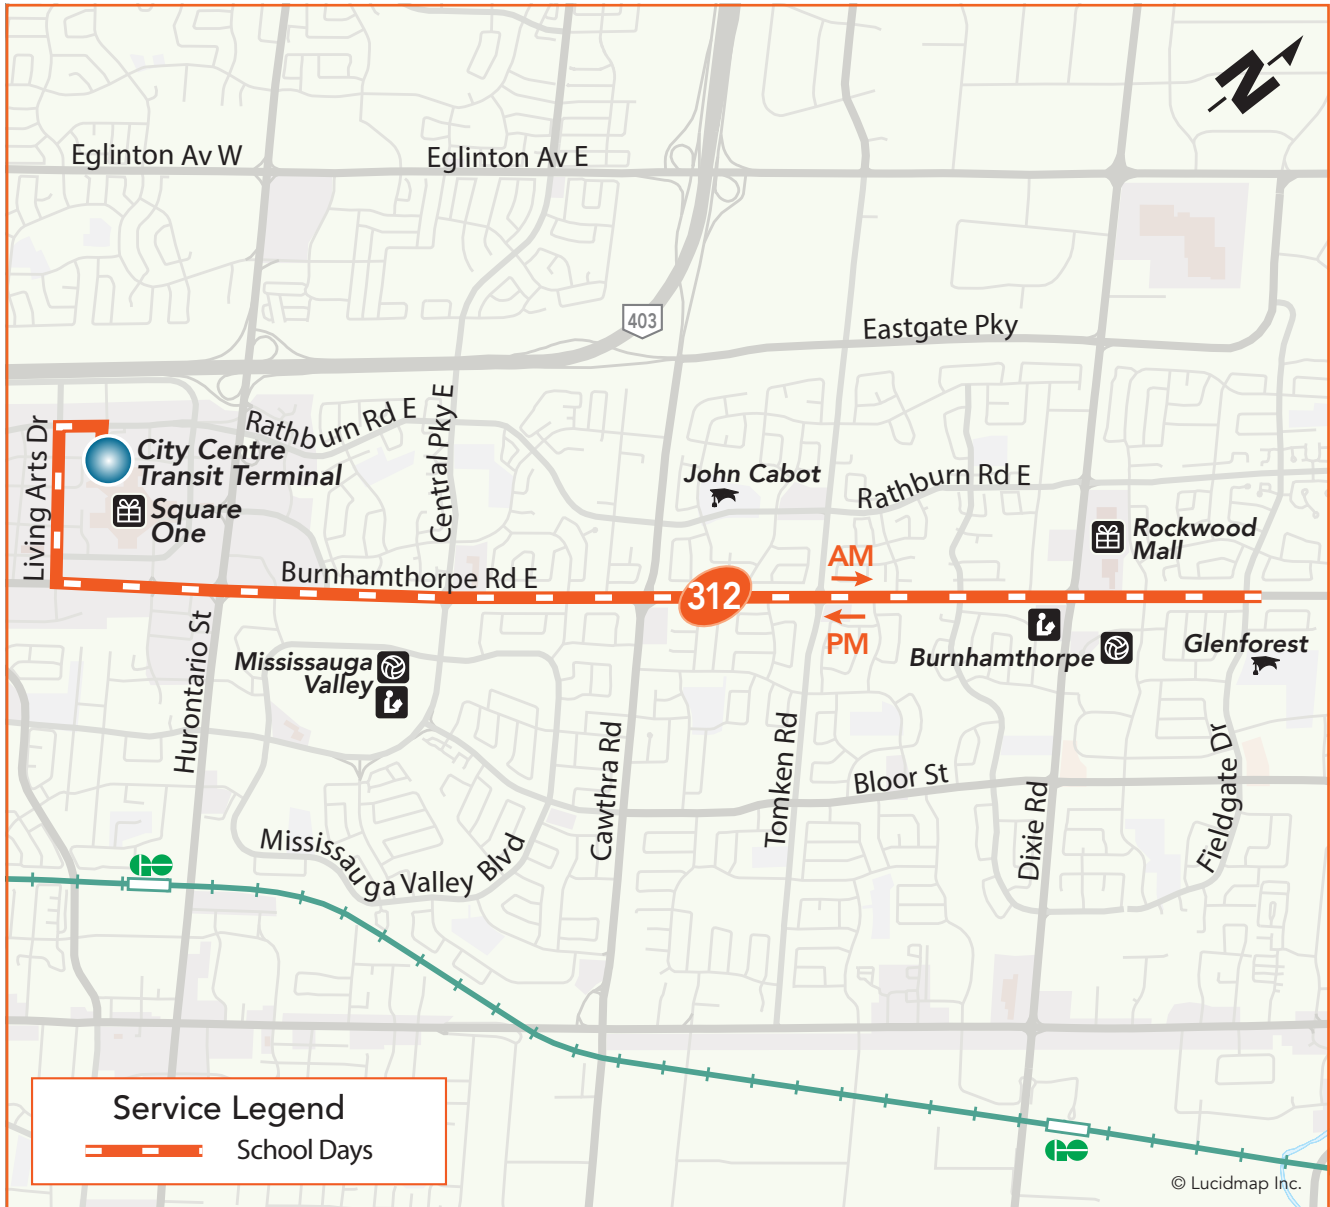 N
Eglinton Av W
Eglinton Av E
403
Eastgate Pky
Living Arts Dr
Rathburn Rd E
Central Pky E
City Centre
Transit Terminal
Square
One
John Cabot
Rathburn Rd E
Rockwood
Mall
Burnhamthorpe Rd E
AM
312
PM
Hurontario St
Mississauga
Valley
Burnhamthorpe
Glenforest
Cawthra Rd
Tomken Rd
Bloor St
Dixie Rd
Fieldgate Dr
Mississauga Valley Blvd
GO
GO
Service Legend
School Days
© Lucidmap Inc.